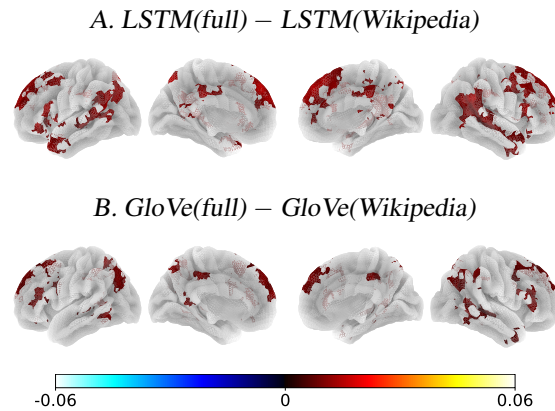 A. LSTM(full) − LSTM(Wikipedia)
B. GloVe(full) − GloVe(Wikipedia)
-0.06 0 0.06